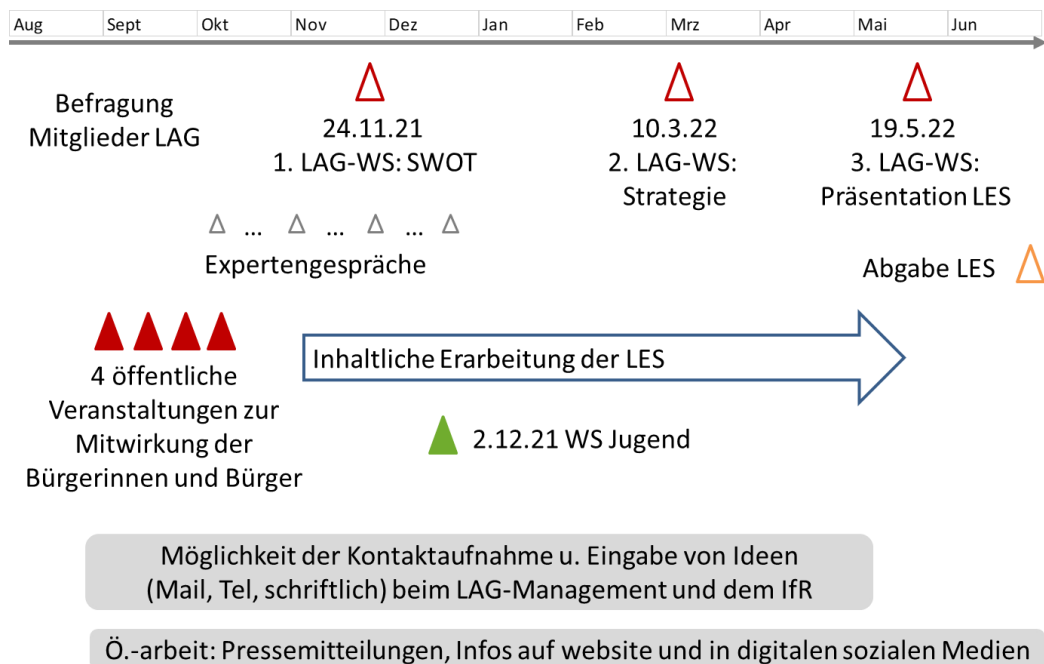 Aug Sept Okt Nov Dez Jan Feb Mrz Apr Mai Jun
Befragung
Mitglieder LAG
24.11.21
1. LAG-WS: SWOT
10.3.22
2. LAG-WS:
Strategie
19.5.22
3. LAG-WS:
Präsentation LES
... ... ...
Expertengespräche
Abgabe LES
Inhaltliche Erarbeitung der LES
4 öffentliche
Veranstaltungen zur
Mitwirkung der
Bürgerinnen und Bürger
2.12.21 WS Jugend
Möglichkeit der Kontaktaufnahme u. Eingabe von Ideen
(Mail, Tel, schriftlich) beim LAG-Management und dem IfR
Ö.-arbeit: Pressemitteilungen, Infos auf website und in digitalen sozialen Medien